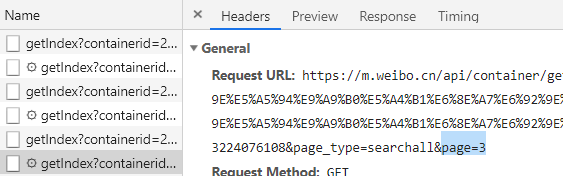 Name
getIndex?containerid=2...
getIndex?containerid...
getIndex?containerid=2...
getIndex?containerid...
getIndex?containerid=2...
getIndex?containerid...
× Headers Preview Response Timing
▼ General
Request URL: https://m.weibo.cn/api/container/ge
9E%E5%A5%94%E9%A9%B0%E5%A4%B1%E6%8E%A7%E6%92%9E%
9E%E5%A5%94%E9%A9%B0%E5%A4%B1%E6%8E%A7%E6%92%9E%
3224076108&page_type=searchall&page=3
Request Method: GET